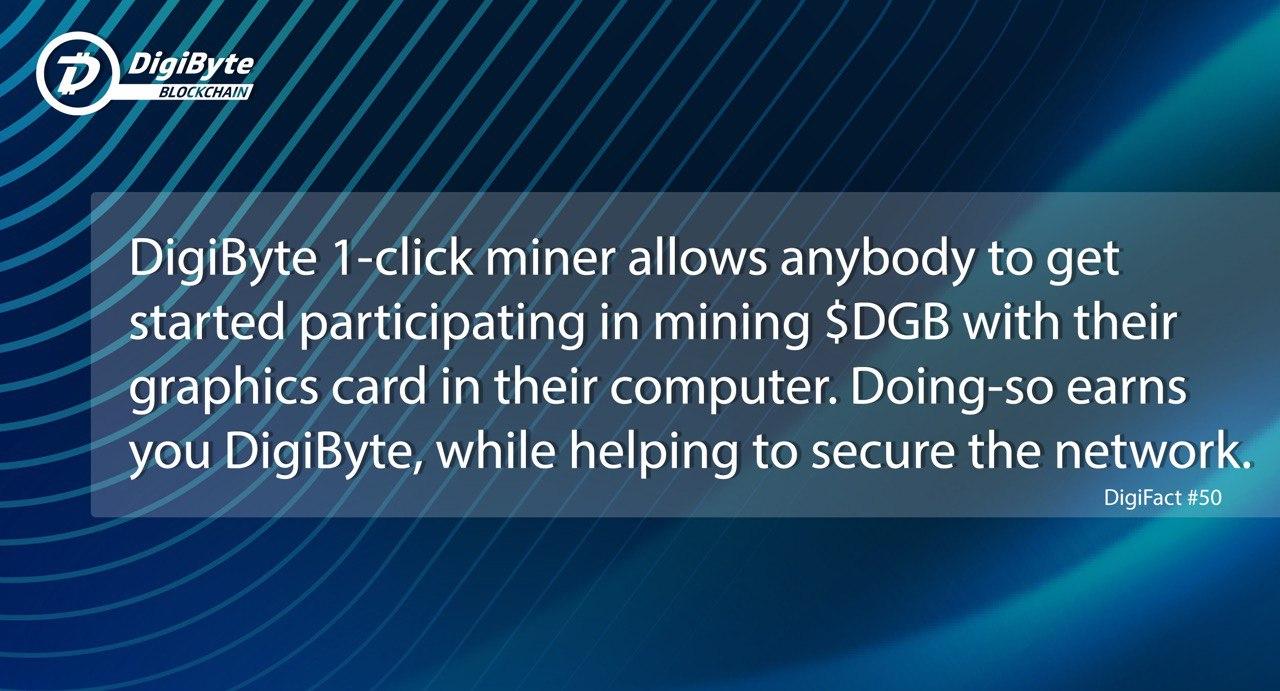 DigiByte
BLOCKCHAIN
DigiByte 1-click miner allows anybody to get
started participating in mining $DGB with their
graphics card in their computer. Doing-so earns
you DigiByte, while helping to secure the network.
DigiFact #50